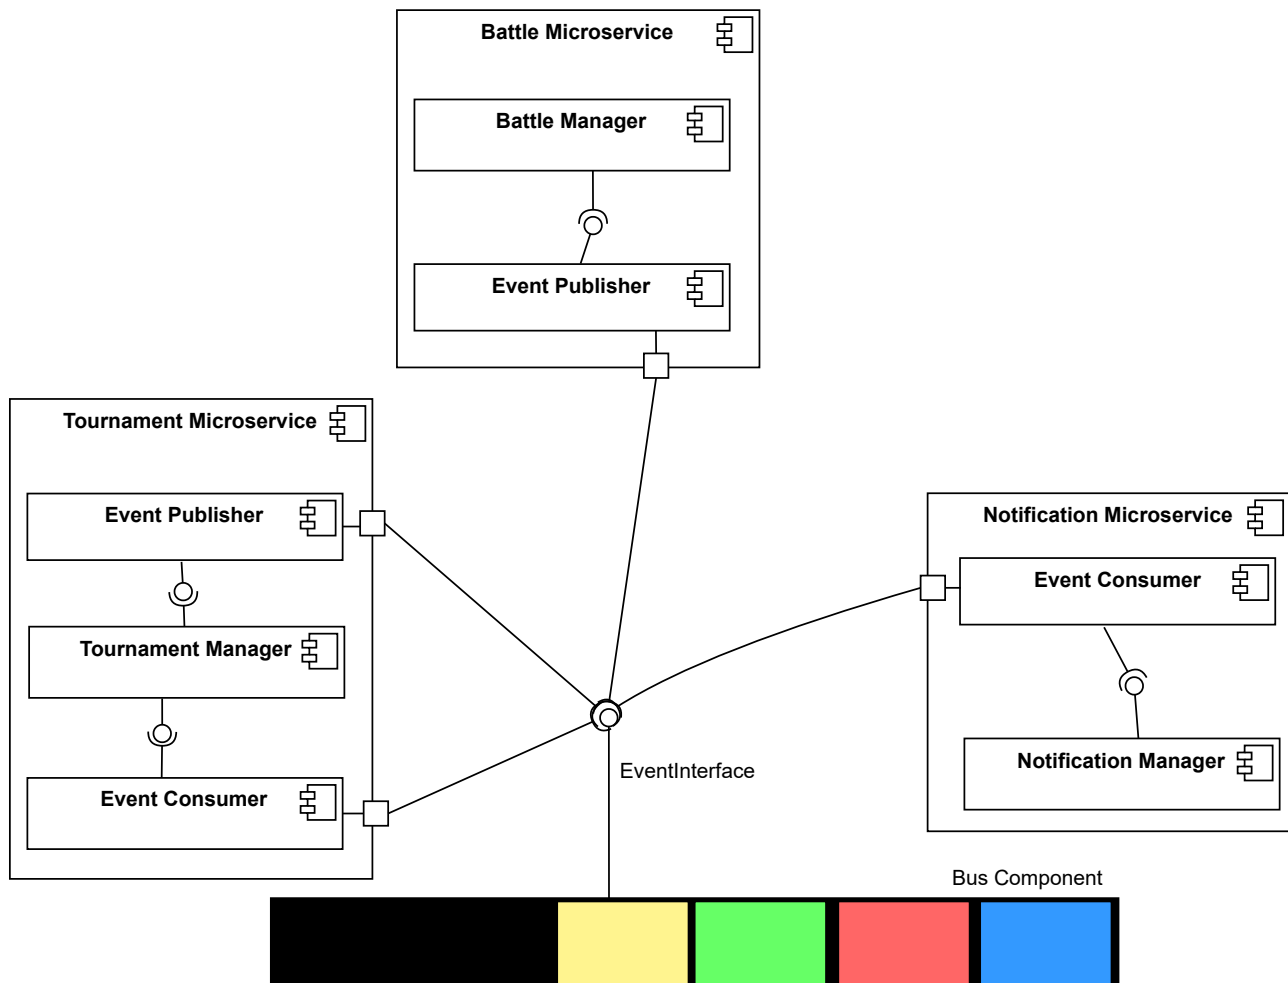 Battle Microservice
Battle Manager
Event Publisher
Tournament Microservice
Event Publisher
Tournament Manager
Event Consumer
Notification Microservice
Event Consumer
Notification Manager
EventInterface
Bus Component